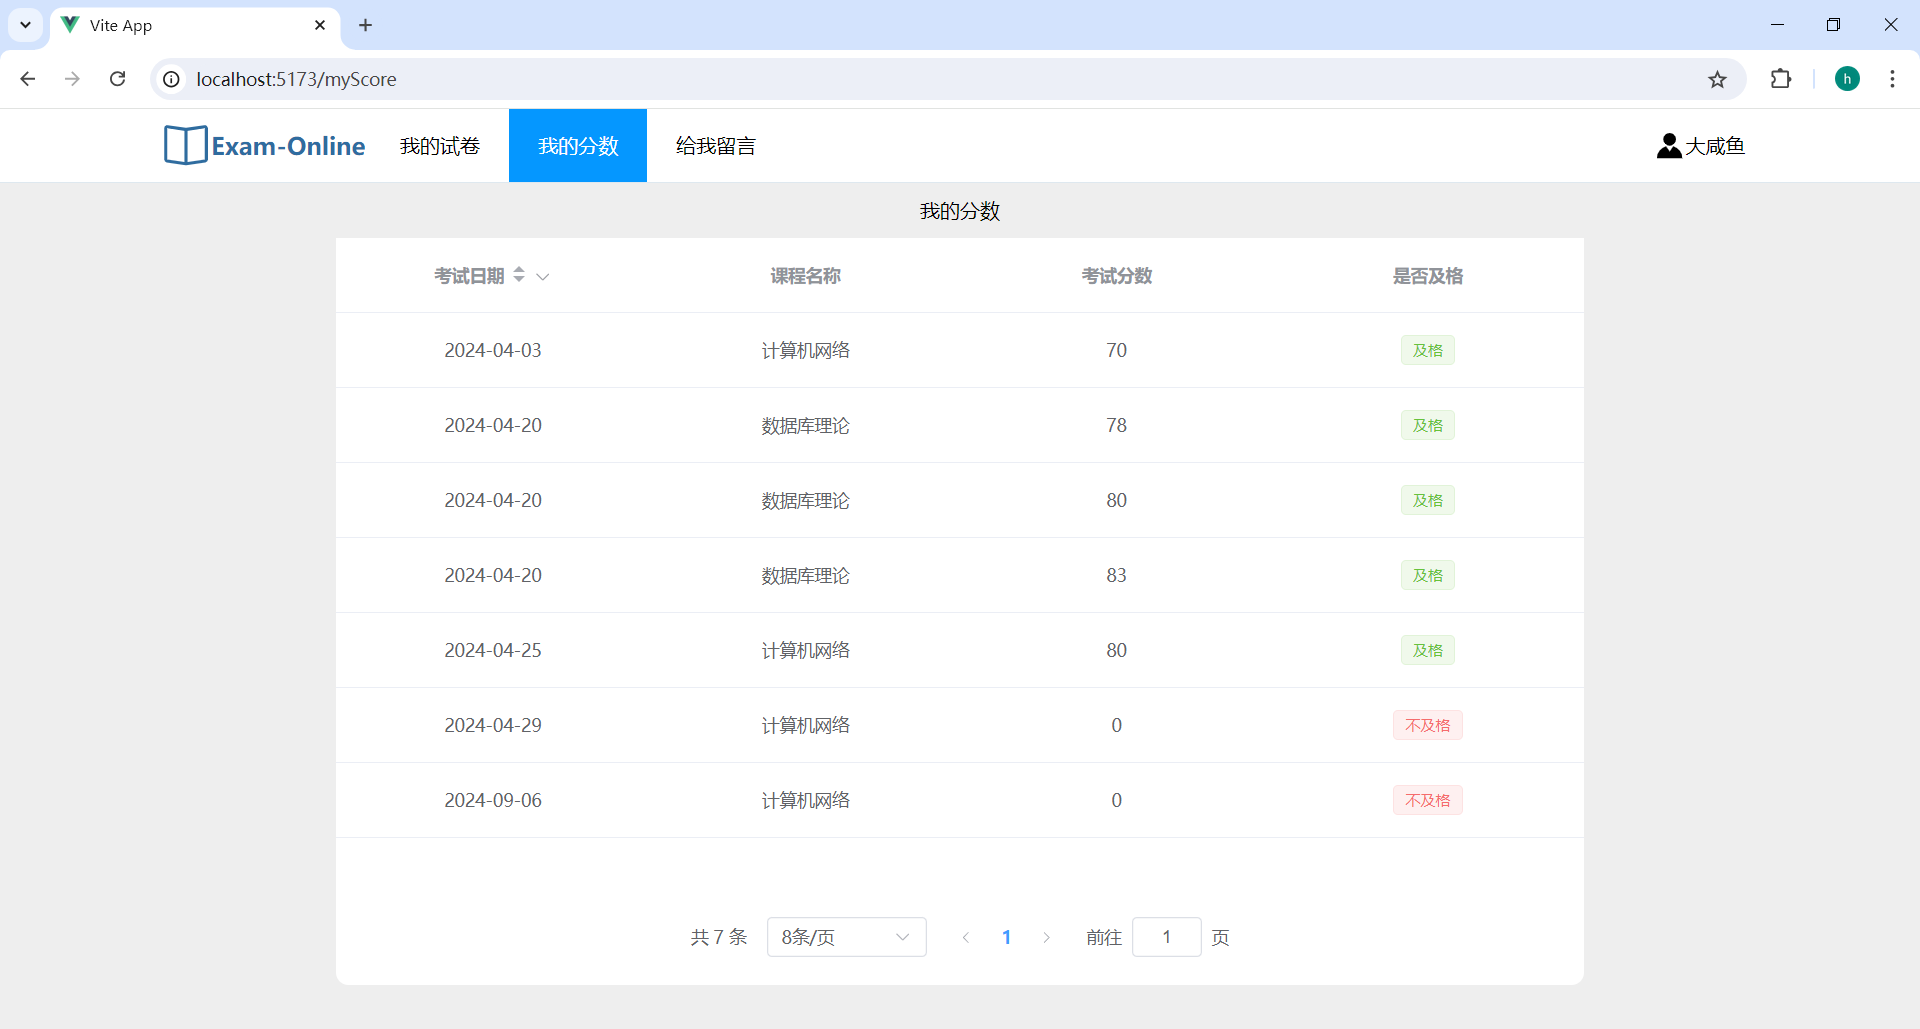 Vite App
localhost:5173/myScore
h
Exam-Online 我的试卷 我的分数 给我留言 大咸鱼
我的分数
考试日期 课程名称 考试分数 是否及格
2024-04-03 计算机网络 70 及格
2024-04-20 数据库理论 78 及格
2024-04-20 数据库理论 80 及格
2024-04-20 数据库理论 83 及格
2024-04-25 计算机网络 80 及格
2024-04-29 计算机网络 0 不及格
2024-09-06 计算机网络 0 不及格
共 7 条 8条/页 1 前往 1 页